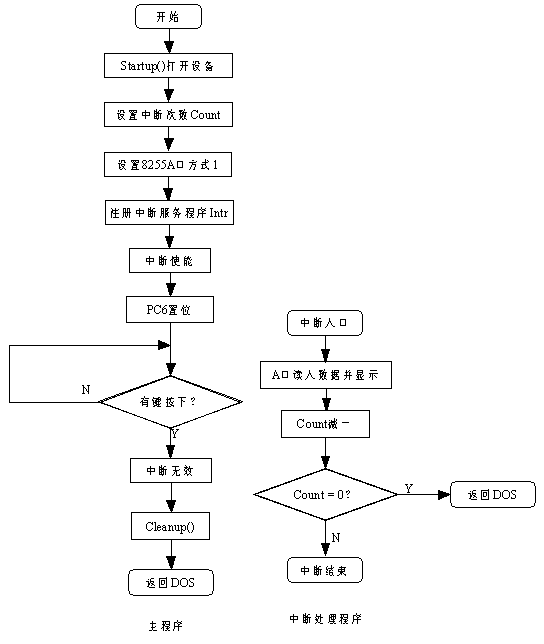 开始
Startup()打开设备
设置中断次数Count
设置8255A口方式1
注册中断服务程序Intr
中断使能
PC6置位
N
有键按下?
Y
中断无效
Cleanup()
返回DOS
主程序
中断入口
A口读入数据并显示
Count减一
Count = 0?
Y
返回DOS
N
中断结束
中断处理程序